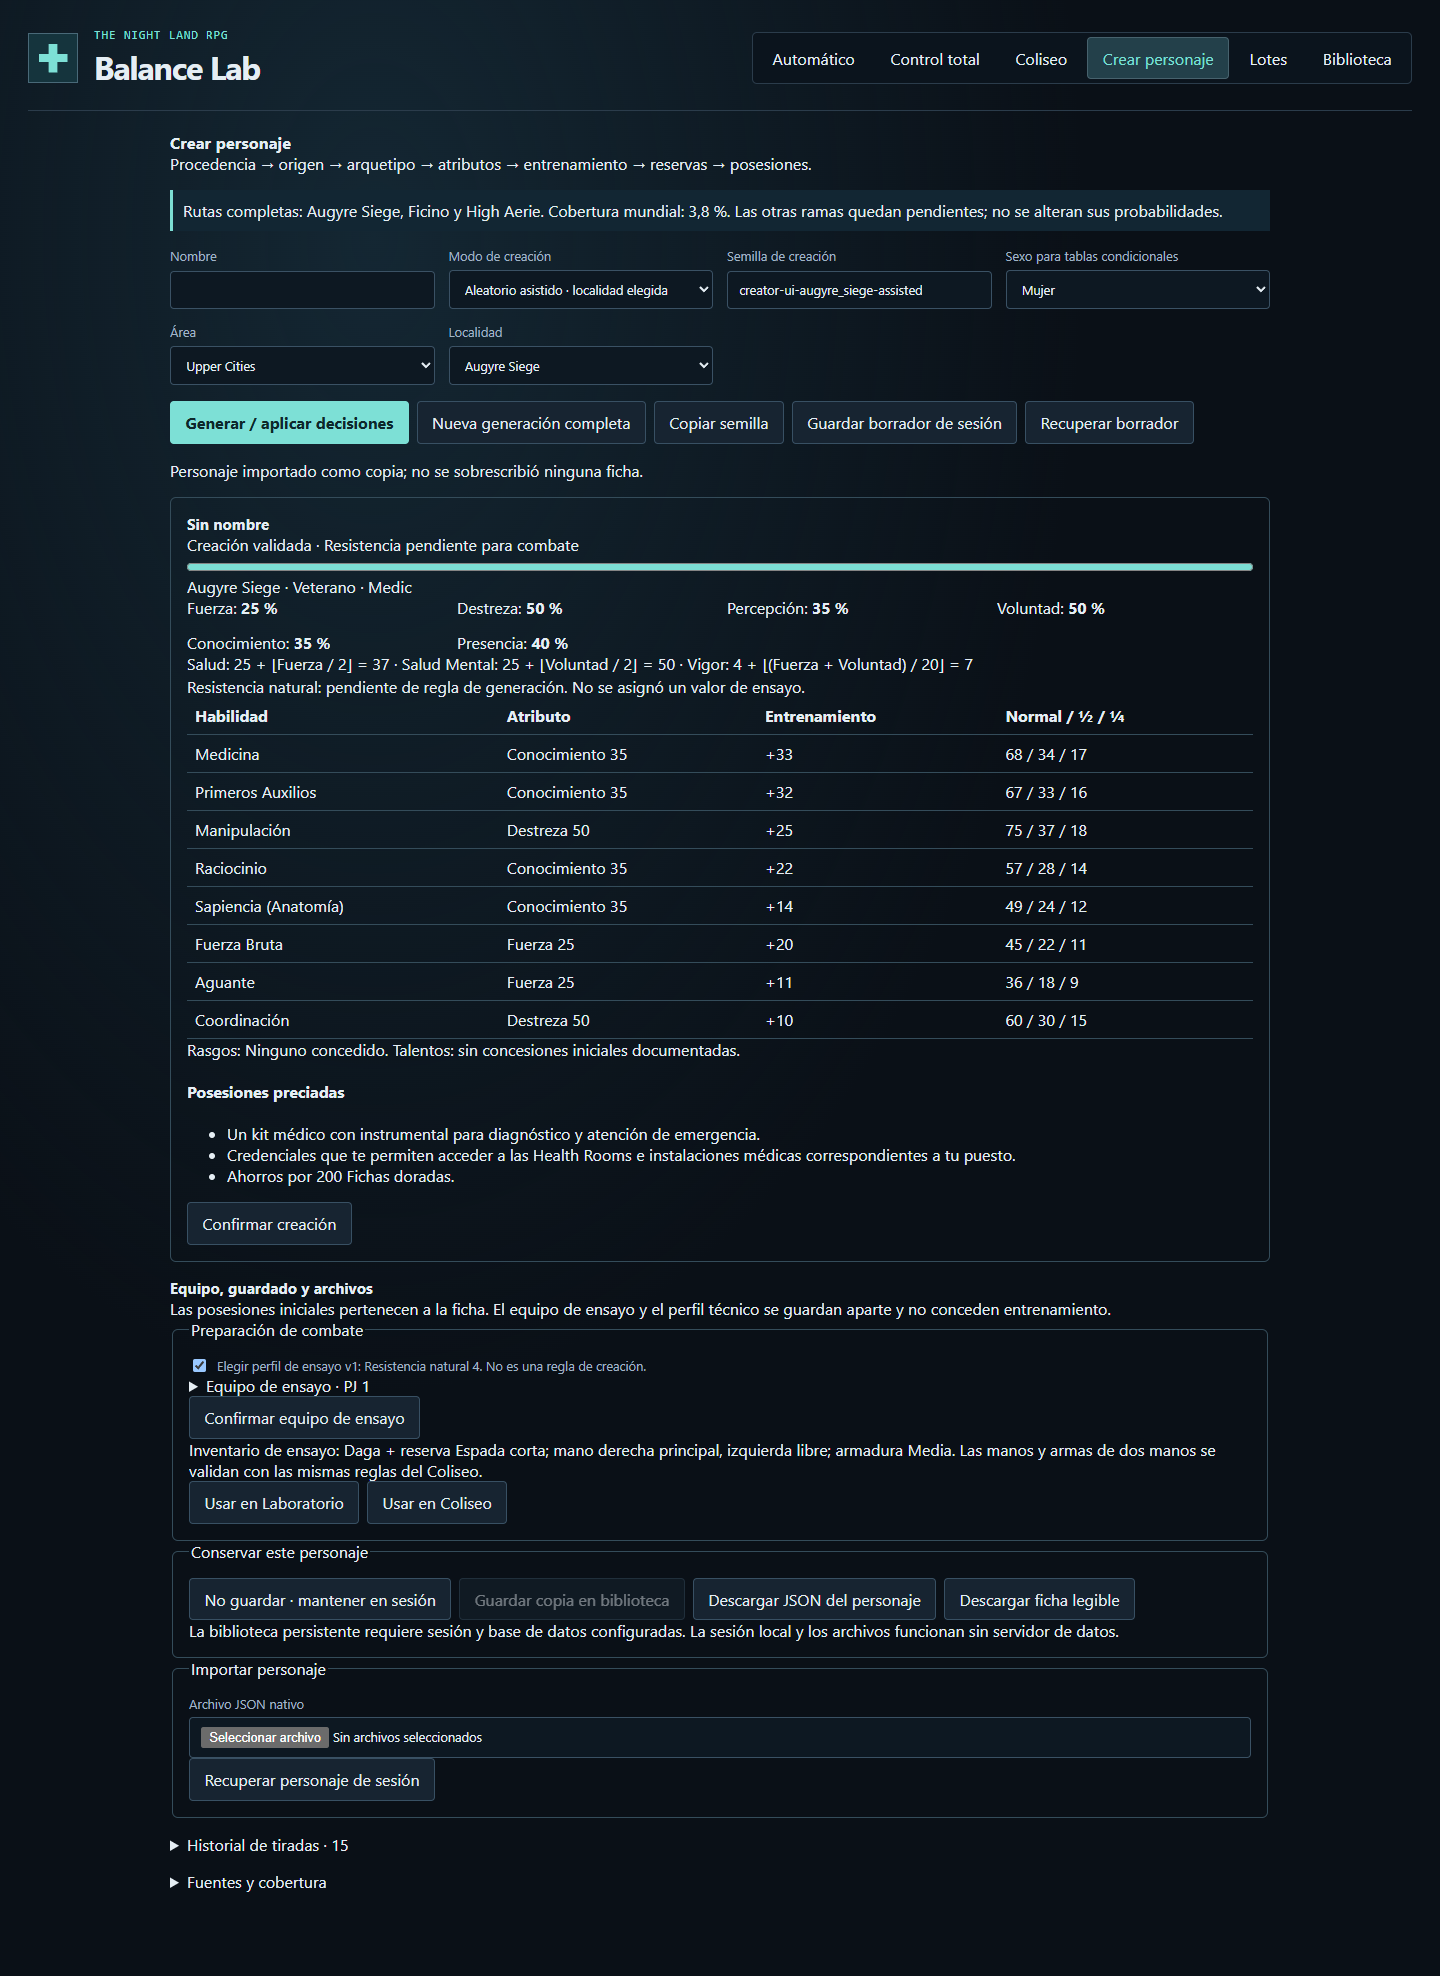 THE NIGHT LAND RPG
Balance Lab
Automático Control total Coliseo Crear personaje Lotes Biblioteca
Crear personaje
Procedencia → origen → arquetipo → atributos → entrenamiento → reservas → posesiones.
Rutas completas: Augyre Siege, Ficino y High Aerie. Cobertura mundial: 3,8 %. Las otras ramas quedan pendientes; no se alteran sus probabilidades.
Nombre Modo de creación Semilla de creación Sexo para tablas condicionales
Aleatorio asistido · localidad elegida creator-ui-augyre_siege-assisted Mujer
Área Localidad
Upper Cities Augyre Siege
Generar / aplicar decisiones Nueva generación completa Copiar semilla Guardar borrador de sesión Recuperar borrador
Personaje importado como copia; no se sobrescribió ninguna ficha.
Sin nombre
Creación validada · Resistencia pendiente para combate
Augyre Siege · Veterano · Medic
Fuerza: 25 % Destreza: 50 % Percepción: 35 % Voluntad: 50 %
Conocimiento: 35 % Presencia: 40 %
Salud: 25 + ⌊Fuerza / 2⌋ = 37 · Salud Mental: 25 + ⌊Voluntad / 2⌋ = 50 · Vigor: 4 + ⌊(Fuerza + Voluntad) / 20⌋ = 7
Resistencia natural: pendiente de regla de generación. No se asignó un valor de ensayo.
Habilidad Atributo Entrenamiento Normal / ½ / ¼
Medicina Conocimiento 35 +33 68 / 34 / 17
Primeros Auxilios Conocimiento 35 +32 67 / 33 / 16
Manipulación Destreza 50 +25 75 / 37 / 18
Raciocinio Conocimiento 35 +22 57 / 28 / 14
Sapiencia (Anatomía) Conocimiento 35 +14 49 / 24 / 12
Fuerza Bruta Fuerza 25 +20 45 / 22 / 11
Aguante Fuerza 25 +11 36 / 18 / 9
Coordinación Destreza 50 +10 60 / 30 / 15
Rasgos: Ninguno concedido. Talentos: sin concesiones iniciales documentadas.
Posesiones preciadas
• Un kit médico con instrumental para diagnóstico y atención de emergencia.
• Credenciales que te permiten acceder a las Health Rooms e instalaciones médicas correspondientes a tu puesto.
• Ahorros por 200 Fichas doradas.
Confirmar creación
Equipo, guardado y archivos
Las posesiones iniciales pertenecen a la ficha. El equipo de ensayo y el perfil técnico se guardan aparte y no conceden entrenamiento.
Preparación de combate
Elegir perfil de ensayo v1: Resistencia natural 4. No es una regla de creación.
▶ Equipo de ensayo · PJ 1
Confirmar equipo de ensayo
Inventario de ensayo: Daga + reserva Espada corta; mano derecha principal, izquierda libre; armadura Media. Las manos y armas de dos manos se
validan con las mismas reglas del Coliseo.
Usar en Laboratorio Usar en Coliseo
Conservar este personaje
No guardar · mantener en sesión Guardar copia en biblioteca Descargar JSON del personaje Descargar ficha legible
La biblioteca persistente requiere sesión y base de datos configuradas. La sesión local y los archivos funcionan sin servidor de datos.
Importar personaje
Archivo JSON nativo
Seleccionar archivo Sin archivos seleccionados
Recuperar personaje de sesión
▶ Historial de tiradas · 15
▶ Fuentes y cobertura